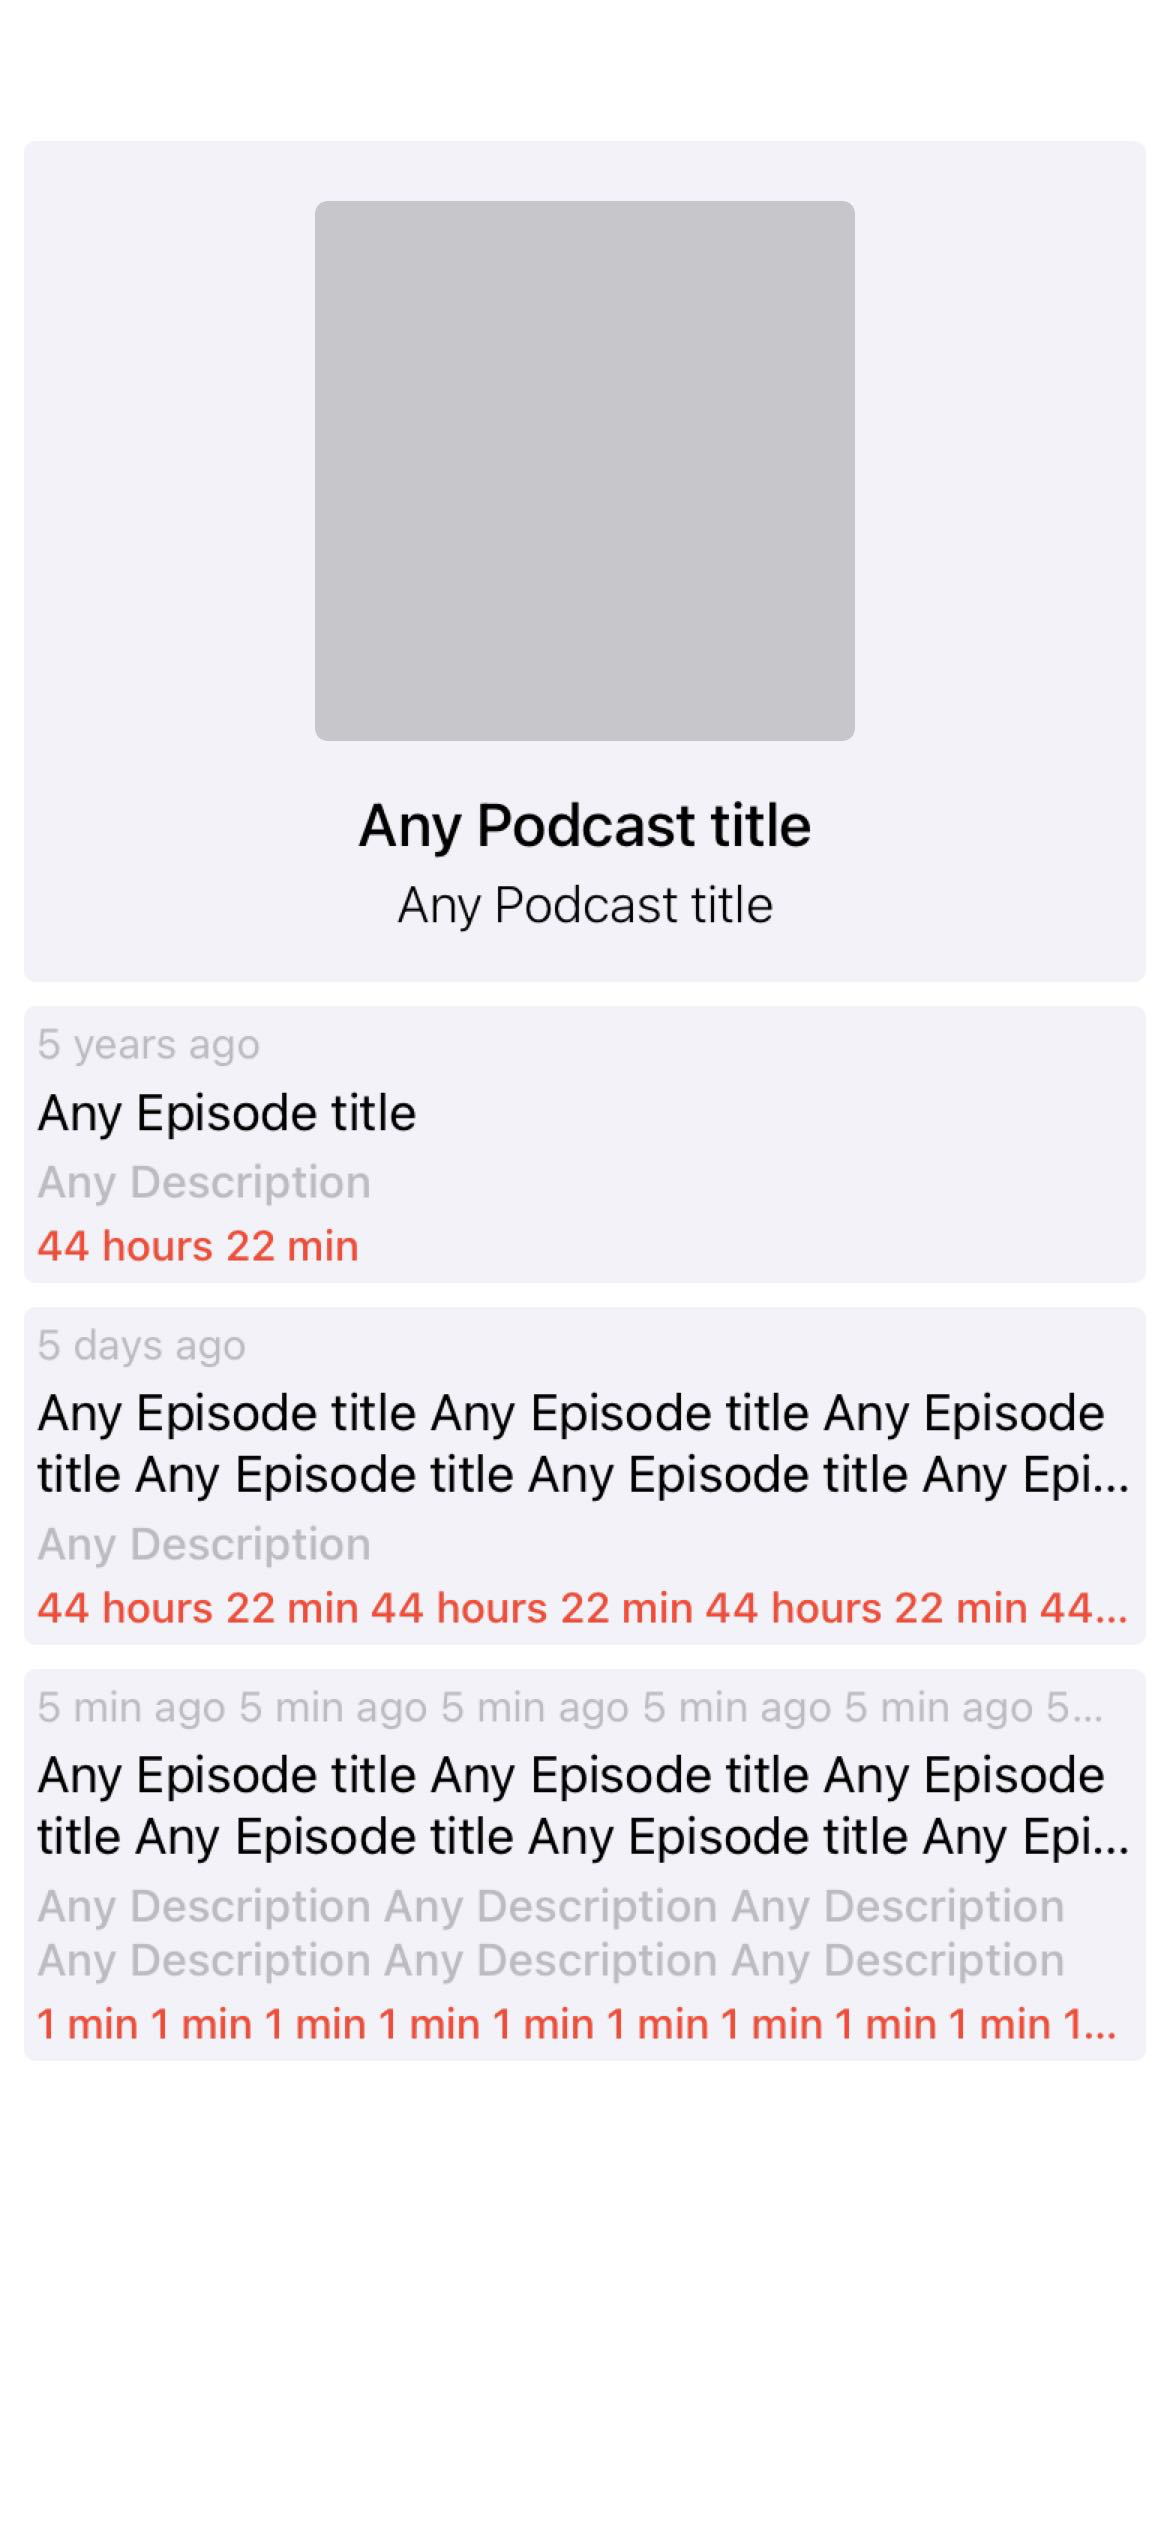 Any Podcast title
Any Podcast title
5 years ago
Any Episode title
Any Description
44 hours 22 min
5 days ago
Any Episode title Any Episode title Any Episode
title Any Episode title Any Episode title Any Epi...
Any Description
44 hours 22 min 44 hours 22 min 44 hours 22 min 44...
5 min ago 5 min ago 5 min ago 5 min ago 5 min ago 5...
Any Episode title Any Episode title Any Episode
title Any Episode title Any Episode title Any Epi...
Any Description Any Description Any Description
Any Description Any Description Any Description
1 min 1 min 1 min 1 min 1 min 1 min 1 min 1 min 1 min 1...